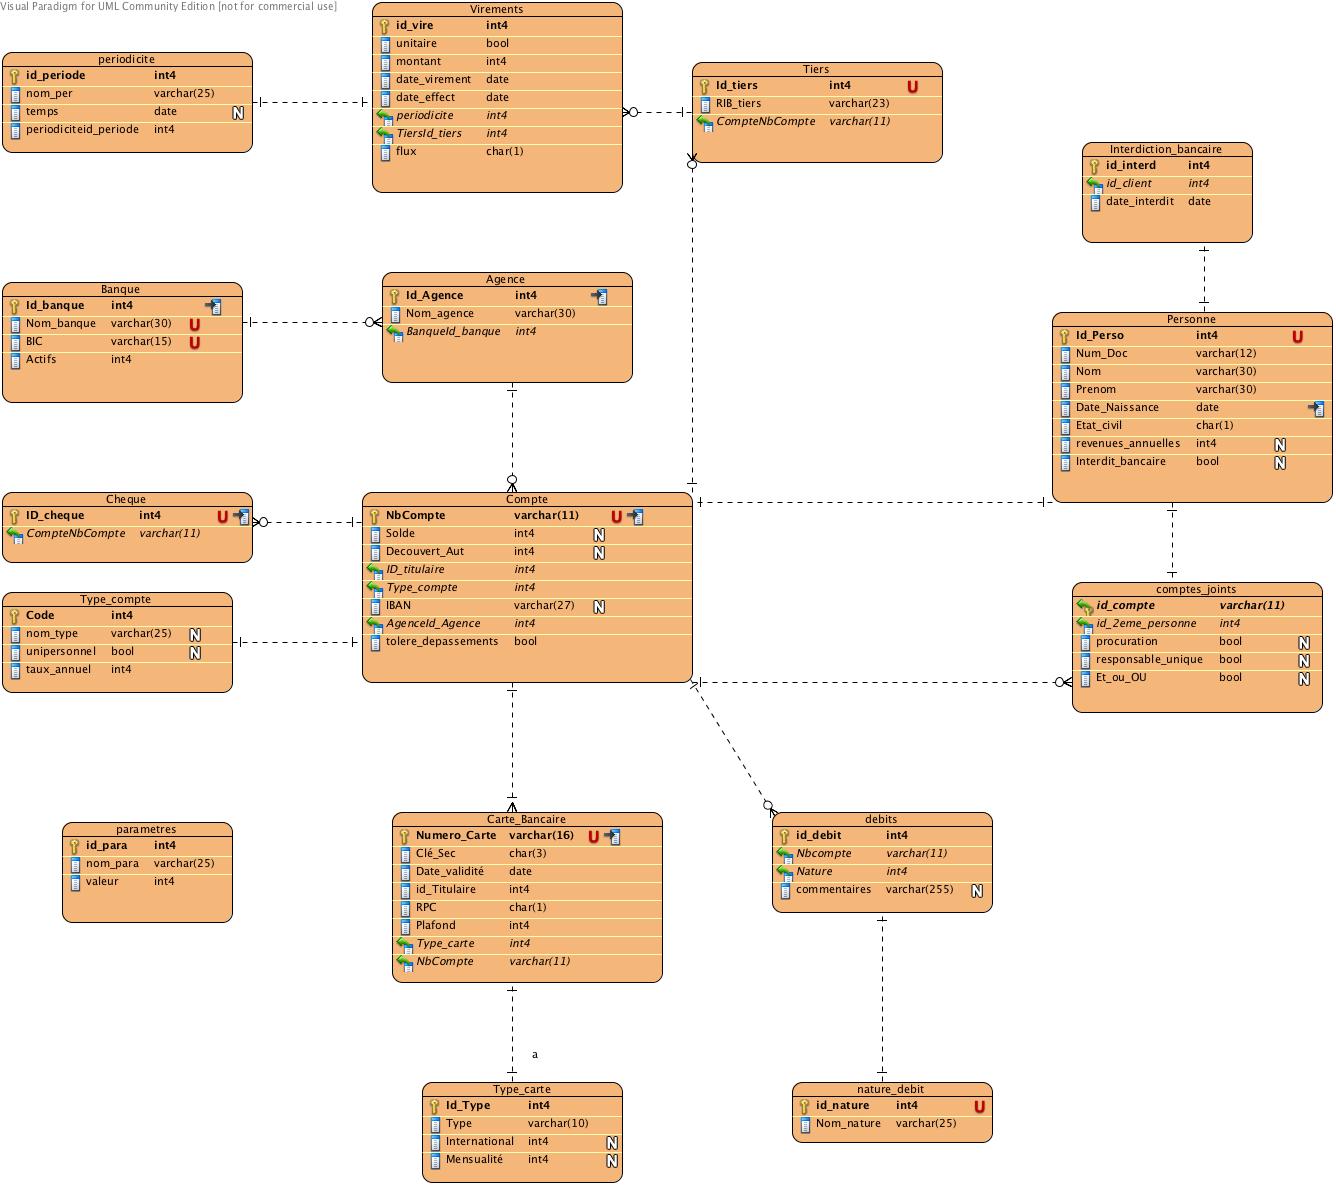 Visual Paradigm for UML Community Edition [not for commercial use]
Virements
id_vire int4
unitaire bool
montant int4
date_virement date
date_effect date
periodicite int4
TiersId_tiers int4
flux char(1)
periodicite
id_periode int4
nom_per varchar(25)
temps date N
periodiciteid_periode int4
Tiers
Id_tiers int4 U
RIB_tiers varchar(23)
CompteNbCompte varchar(11)
Interdiction_bancaire
id_interd int4
id_client int4
date_interdit date
Banque
Id_banque int4
Nom_banque varchar(30) U
BIC varchar(15) U
Actifs int4
Agence
Id_Agence int4
Nom_agence varchar(30)
BanqueId_banque int4
Personne
Id_Perso int4 U
Num_Doc varchar(12)
Nom varchar(30)
Prenom varchar(30)
Date_Naissance date
Etat_civil char(1)
revenues_annuelles int4 N
Interdit_bancaire bool N
Cheque
ID_cheque int4 U
CompteNbCompte varchar(11)
Compte
NbCompte varchar(11) U
Solde int4 N
Decouvert_Aut int4 N
ID_titulaire int4
Type_compte int4
IBAN varchar(27) N
AgenceId_Agence int4
tolere_depassements bool
Type_compte
Code int4
nom_type varchar(25) N
unipersonnel bool N
taux_annuel int4
comptes_joints
id_compte varchar(11)
id_2eme_personne int4
procuration bool N
responsable_unique bool N
Et_ou_OU bool N
parametres
id_para int4
nom_para varchar(25)
valeur int4
Carte_Bancaire
Numero_Carte varchar(16) U
Clé_Sec char(3)
Date_validité date
id_Titulaire int4
RPC char(1)
Plafond int4
Type_carte int4
NbCompte varchar(11)
debits
id_debit int4
Nbcompte varchar(11)
Nature int4
commentaires varchar(255) N
a
Type_carte
Id_Type int4
Type varchar(10)
International int4 N
Mensualité int4 N
nature_debit
id_nature int4 U
Nom_nature varchar(25)